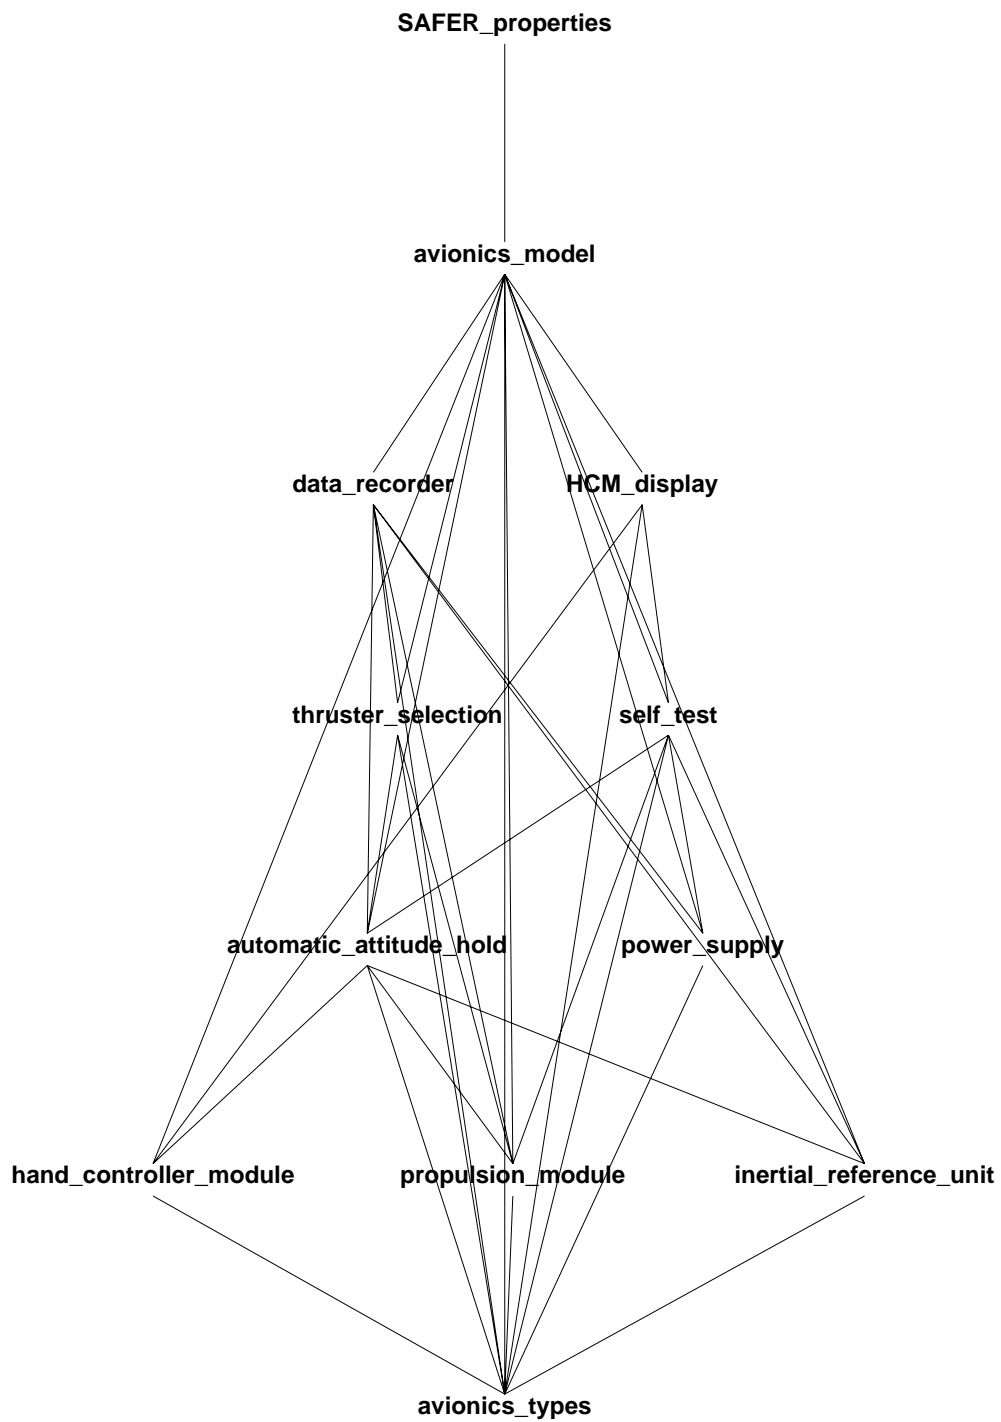 SAFER_properties
avionics_model
data_recorder
HCM_display
thruster_selection
self_test
automatic_attitude_hold
power_supply
hand_controller_module
propulsion_module
inertial_reference_unit
avionics_types